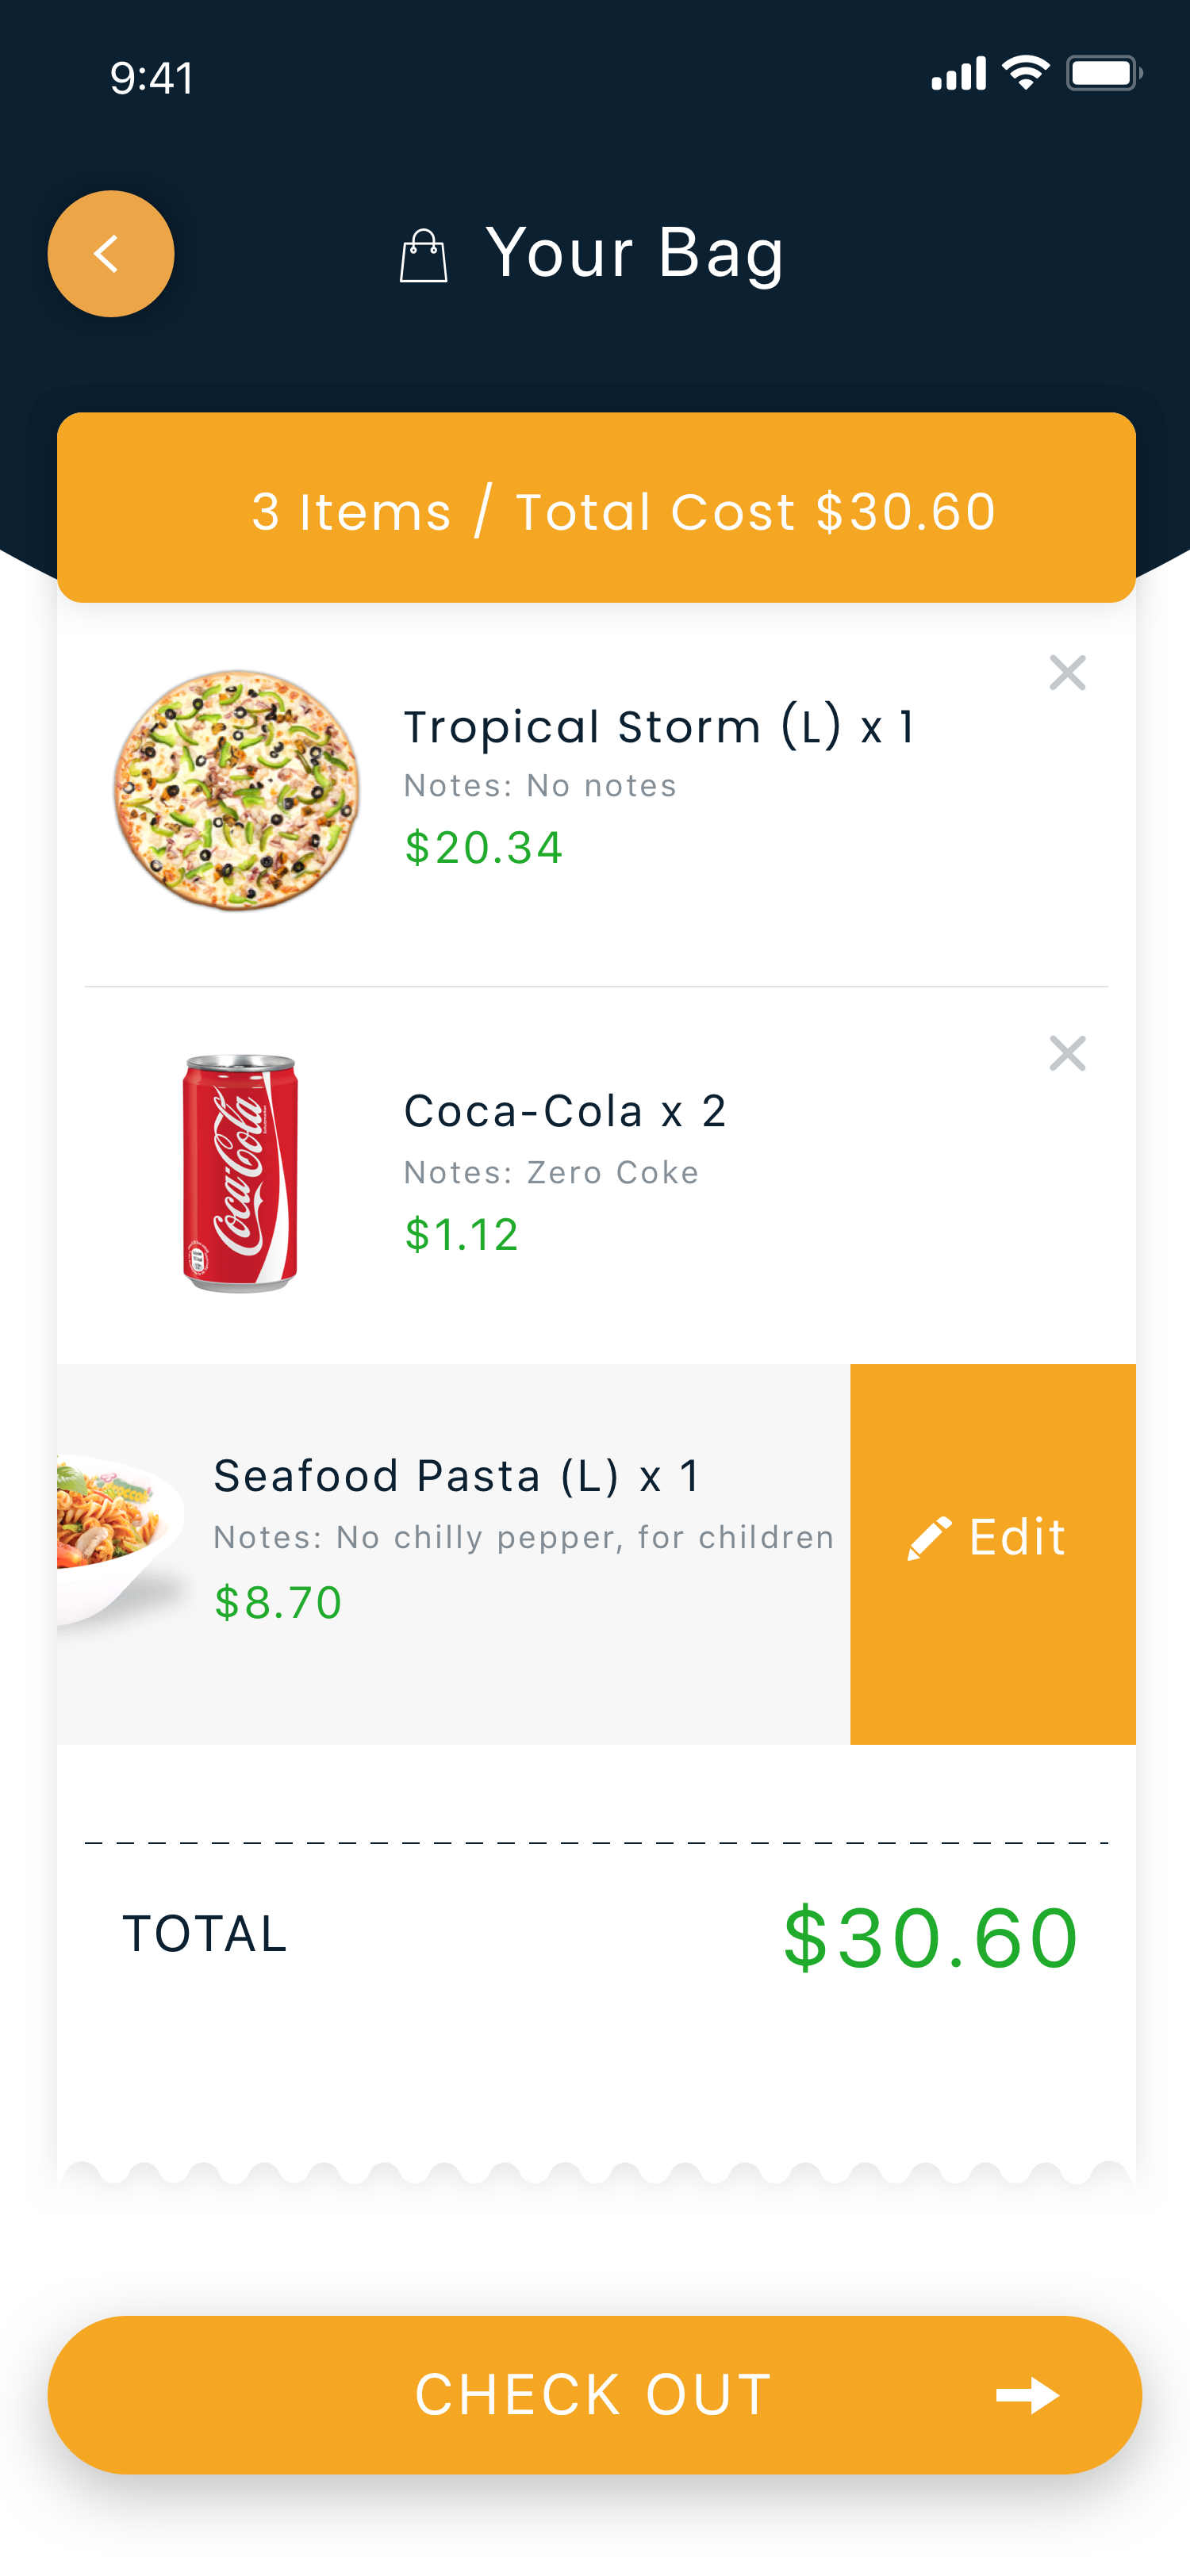 9:41
Your Bag
3 Items / Total Cost $30.60
Tropical Storm (L) x 1
Notes: No notes
$20.34
Coca-Cola
Coca-Cola x 2
Notes: Zero Coke
$1.12
Seafood Pasta (L) x 1
Notes: No chilly pepper, for children
$8.70
Edit
TOTAL
$30.60
CHECK OUT